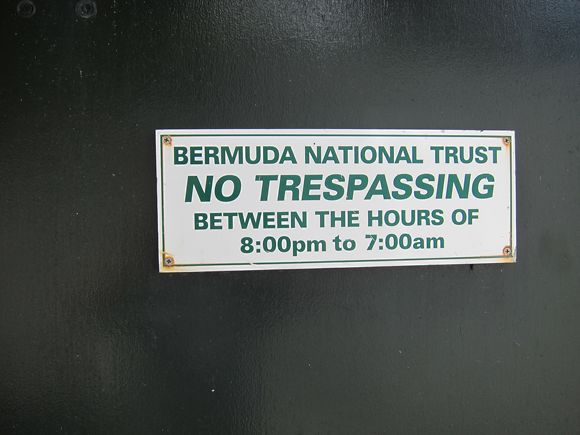 BERMUDA NATIONAL TRUST
NO TRESPASSING
BETWEEN THE HOURS OF
8:00pm to 7:00am